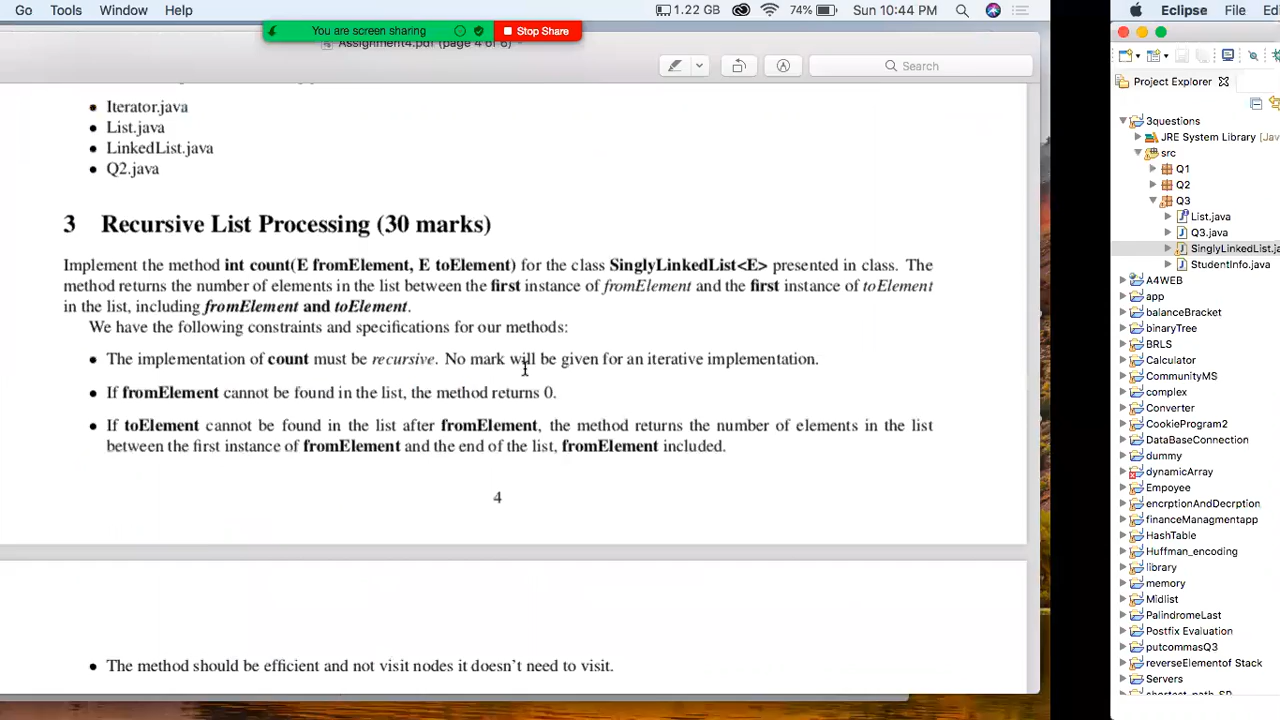 Go Tools Window Help 1.22 GB 74% Sun 10:44 PM Eclipse File
You are screen sharing Stop Share
Assignment4.pdf (page 4 of 8)
Search
Project Explorer
• Iterator.java
• List.java
• LinkedList.java
• Q2.java
3 Recursive List Processing (30 marks)
Implement the method int count(E fromElement, E toElement) for the class SinglyLinkedList<E> presented in class. The
method returns the number of elements in the list between the first instance of fromElement and the first instance of toElement
in the list, including fromElement and toElement.
We have the following constraints and specifications for our methods:
• The implementation of count must be recursive. No mark will be given for an iterative implementation.
• If fromElement cannot be found in the list, the method returns 0.
• If toElement cannot be found in the list after fromElement, the method returns the number of elements in the list
between the first instance of fromElement and the end of the list, fromElement included.
4
• The method should be efficient and not visit nodes it doesn't need to visit.
3questions
JRE System Library [Jav
src
Q1
Q2
Q3
List.java
Q3.java
SinglyLinkedList.ja
StudentInfo.java
A4WEB
app
balanceBracket
binaryTree
BRLS
Calculator
CommunityMS
complex
Converter
CookieProgram2
DataBaseConnection
dummy
dynamicArray
Empoyee
encrptionAndDecrption
financeManagmentapp
HashTable
Huffman_encoding
library
memory
Midlist
PalindromeLast
Postfix Evaluation
putcommasQ3
reverseElementof Stack
Servers
shortest_path_SP